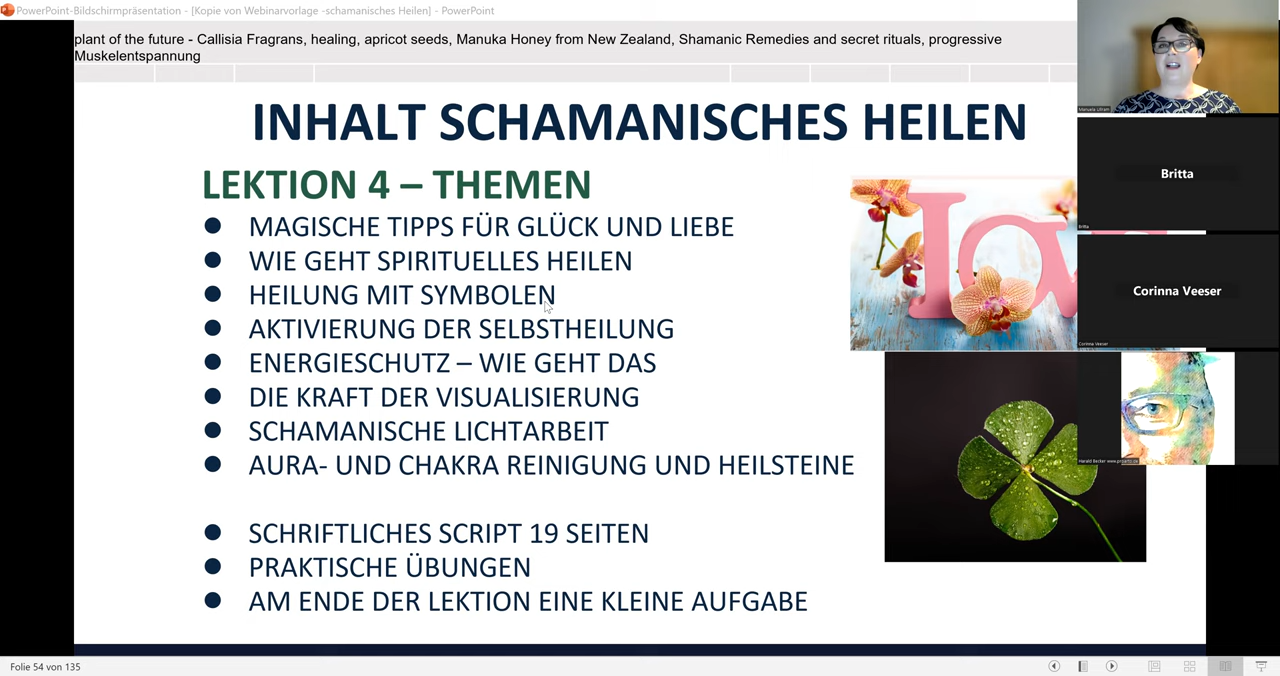 PowerPoint-Bildschirmpräsentation - [Kopie von Webinarvorlage -schamanisches Heilen] - PowerPoint
plant of the future - Callisia Fragrans, healing, apricot seeds, Manuka Honey from New Zealand, Shamanic Remedies and secret rituals, progressive
Muskelentspannung
INHALT SCHAMANISCHES HEILEN
LEKTION 4 – THEMEN
● MAGISCHE TIPPS FÜR GLÜCK UND LIEBE
● WIE GEHT SPIRITUELLES HEILEN
● HEILUNG MIT SYMBOLEN
● AKTIVIERUNG DER SELBSTHEILUNG
● ENERGIESCHUTZ – WIE GEHT DAS
● DIE KRAFT DER VISUALISIERUNG
● SCHAMANISCHE LICHTARBEIT
● AURA- UND CHAKRA REINIGUNG UND HEILSTEINE
● SCHRIFTLICHES SCRIPT 19 SEITEN
● PRAKTISCHE ÜBUNGEN
● AM ENDE DER LEKTION EINE KLEINE AUFGABE
Britta
Britta
Corinna Veeser
Corinna Veeser
Folie 54 von 135